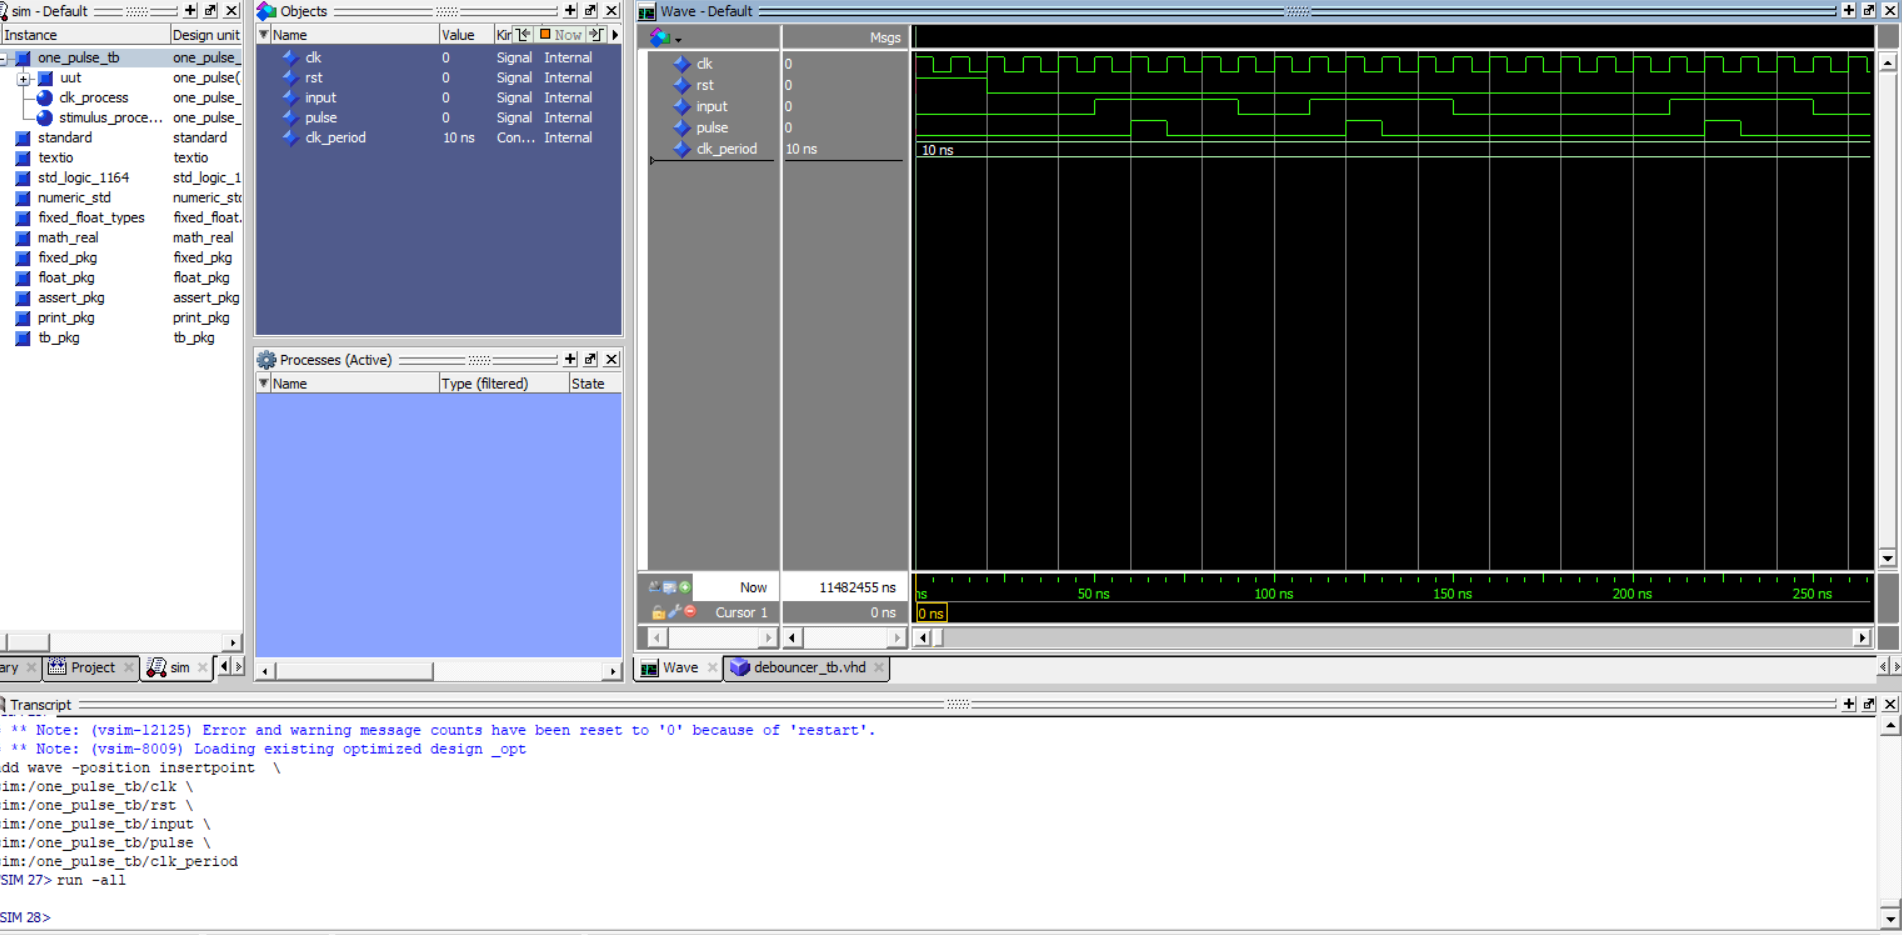 sim - Default
Instance Design unit
one_pulse_tb one_pulse_
uut one_pulse(
clk_process one_pulse_
stimulus_proce... one_pulse_
standard standard
textio textio
std_logic_1164 std_logic_1
numeric_std numeric_std
fixed_float_types fixed_float.
math_real math_real
fixed_pkg fixed_pkg
float_pkg float_pkg
assert_pkg assert_pkg
print_pkg print_pkg
tb_pkg tb_pkg
ary Project sim
Objects
Name Value Kir Now
clk 0 Signal Internal
rst 0 Signal Internal
input 0 Signal Internal
pulse 0 Signal Internal
clk_period 10 ns Con... Internal
Processes (Active)
Name Type (filtered) State
Wave - Default
Msgs
clk 0
rst 0
input 0
pulse 0
clk_period 10 ns 10 ns
Now 11482455 ns ns 50 ns 100 ns 150 ns 200 ns 250 ns
Cursor 1 0 ns 0 ns
Wave debouncer_tb.vhd
Transcript
** Note: (vsim-12125) Error and warning message counts have been reset to '0' because of 'restart'.
** Note: (vsim-8009) Loading existing optimized design _opt
dd wave -position insertpoint \
im:/one_pulse_tb/clk \
im:/one_pulse_tb/rst \
im:/one_pulse_tb/input \
im:/one_pulse_tb/pulse \
im:/one_pulse_tb/clk_period
SIM 27> run -all
SIM 28>